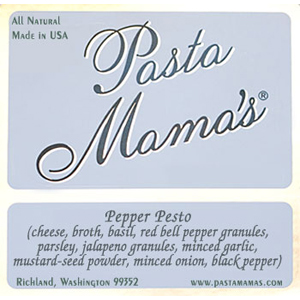 All Natural
Made in USA
Pasta
Mama's®
Pepper Pesto
(cheese, broth, basil, red bell pepper granules,
parsley, jalapeno granules, minced garlic,
mustard-seed powder, minced onion, black pepper)
Richland, Washington 99352
www.pastamamas.com